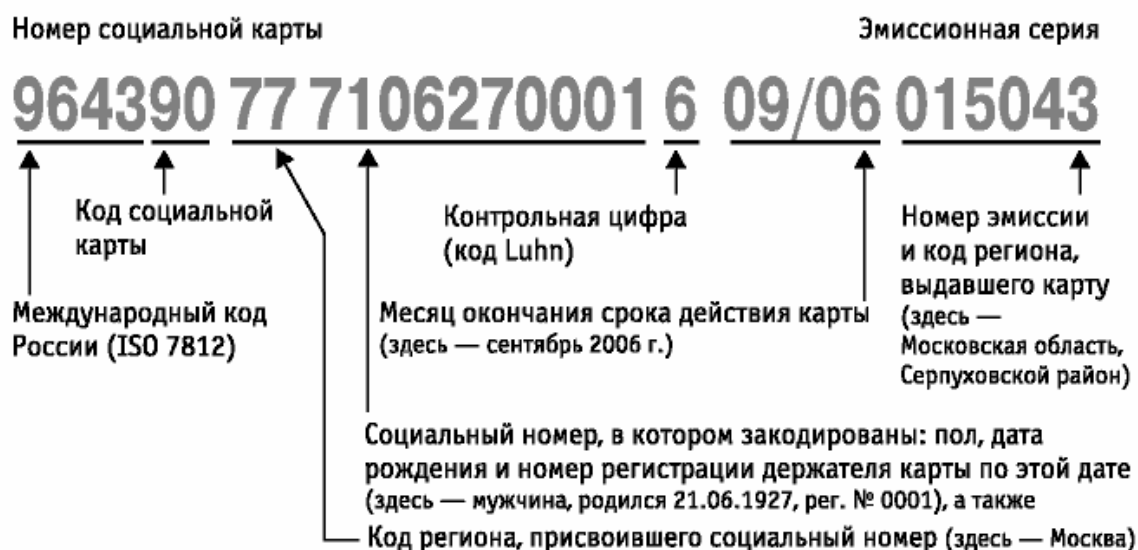 Номер социальной карты
Эмиссионная серия
964390 77 7106270001 6 09/06 015043
Код социальной
карты
Контрольная цифра
(код Luhn)
Номер эмиссии
и код региона,
выдавшего карту
(здесь —
Московская область,
Серпуховской район)
Международный код
России (ISO 7812)
Месяц окончания срока действия карты
(здесь — сентябрь 2006 г.)
Социальный номер, в котором закодированы: пол, дата
рождения и номер регистрации держателя карты по этой дате
(здесь — мужчина, родился 21.06.1927, рег. № 0001), а также
Код региона, присвоившего социальный номер (здесь — Москва)